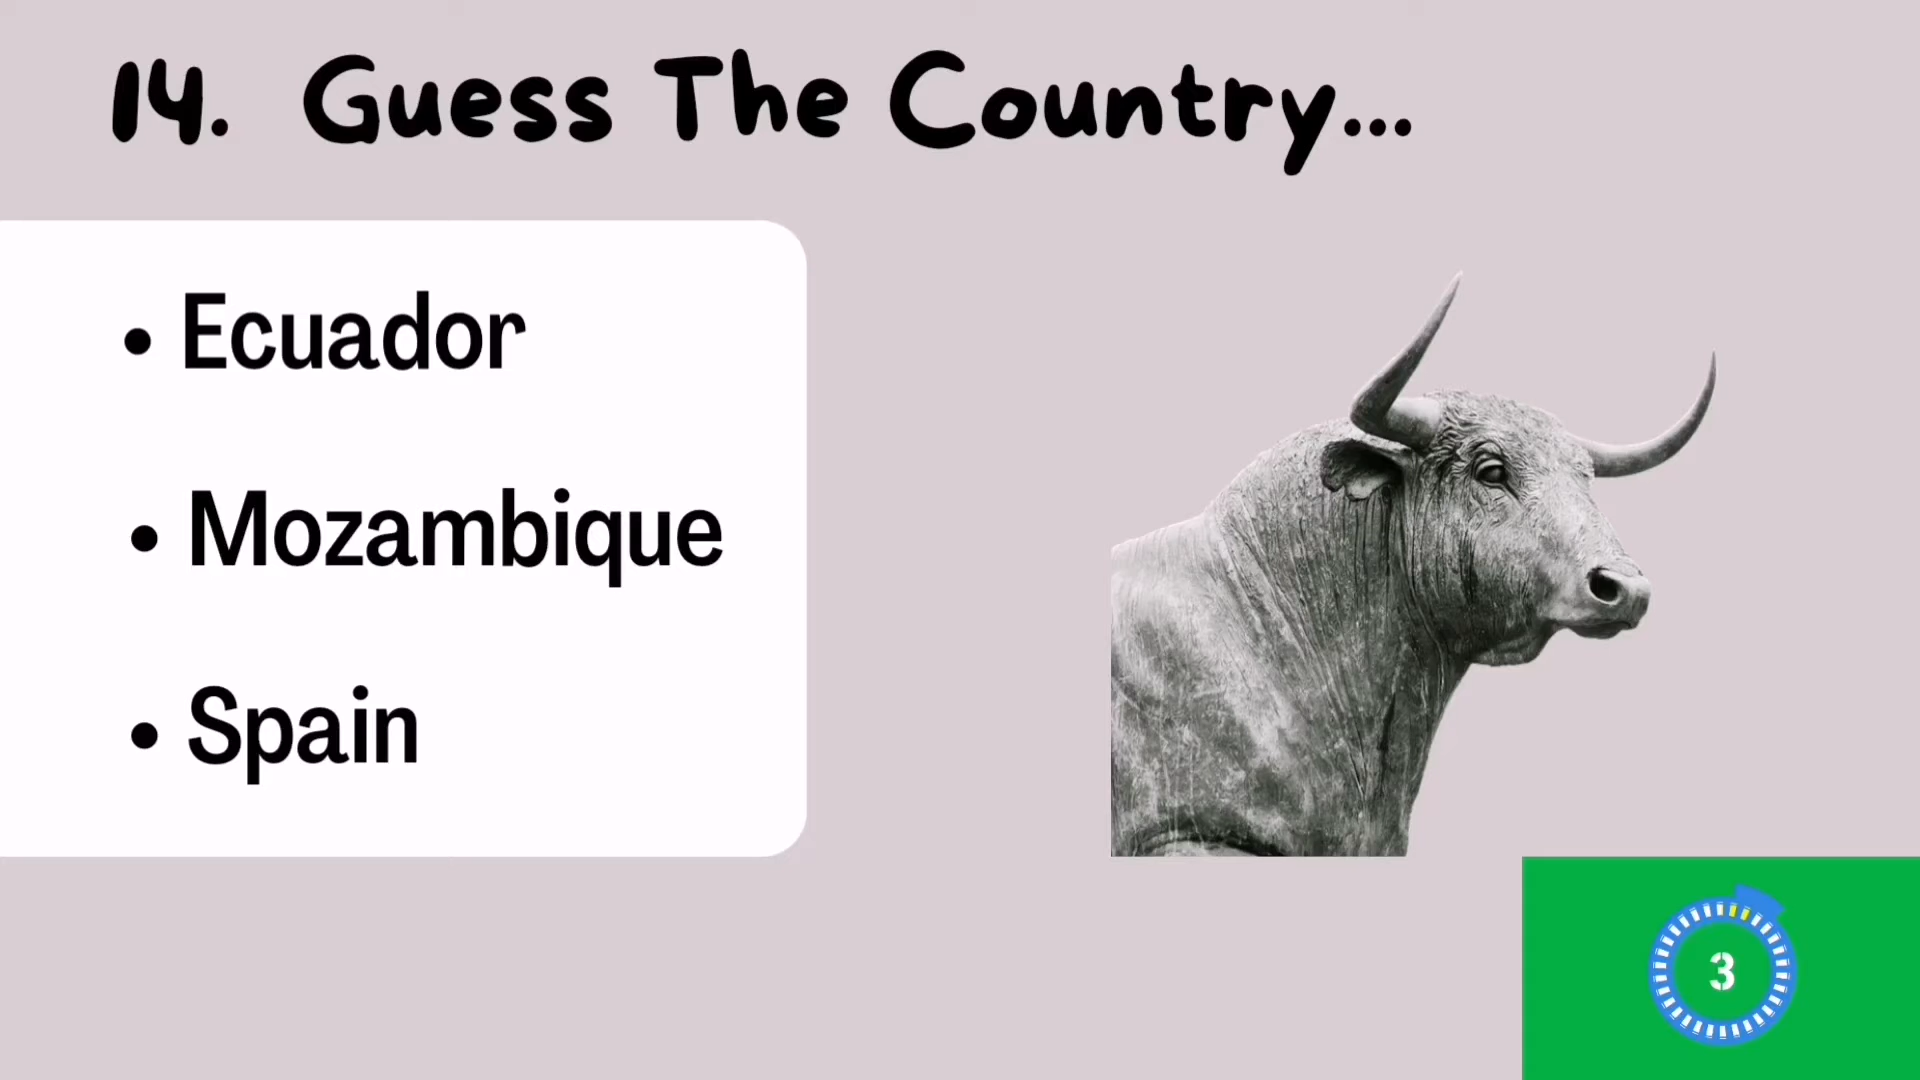 14. Guess The Country...
• Ecuador
• Mozambique
• Spain
3